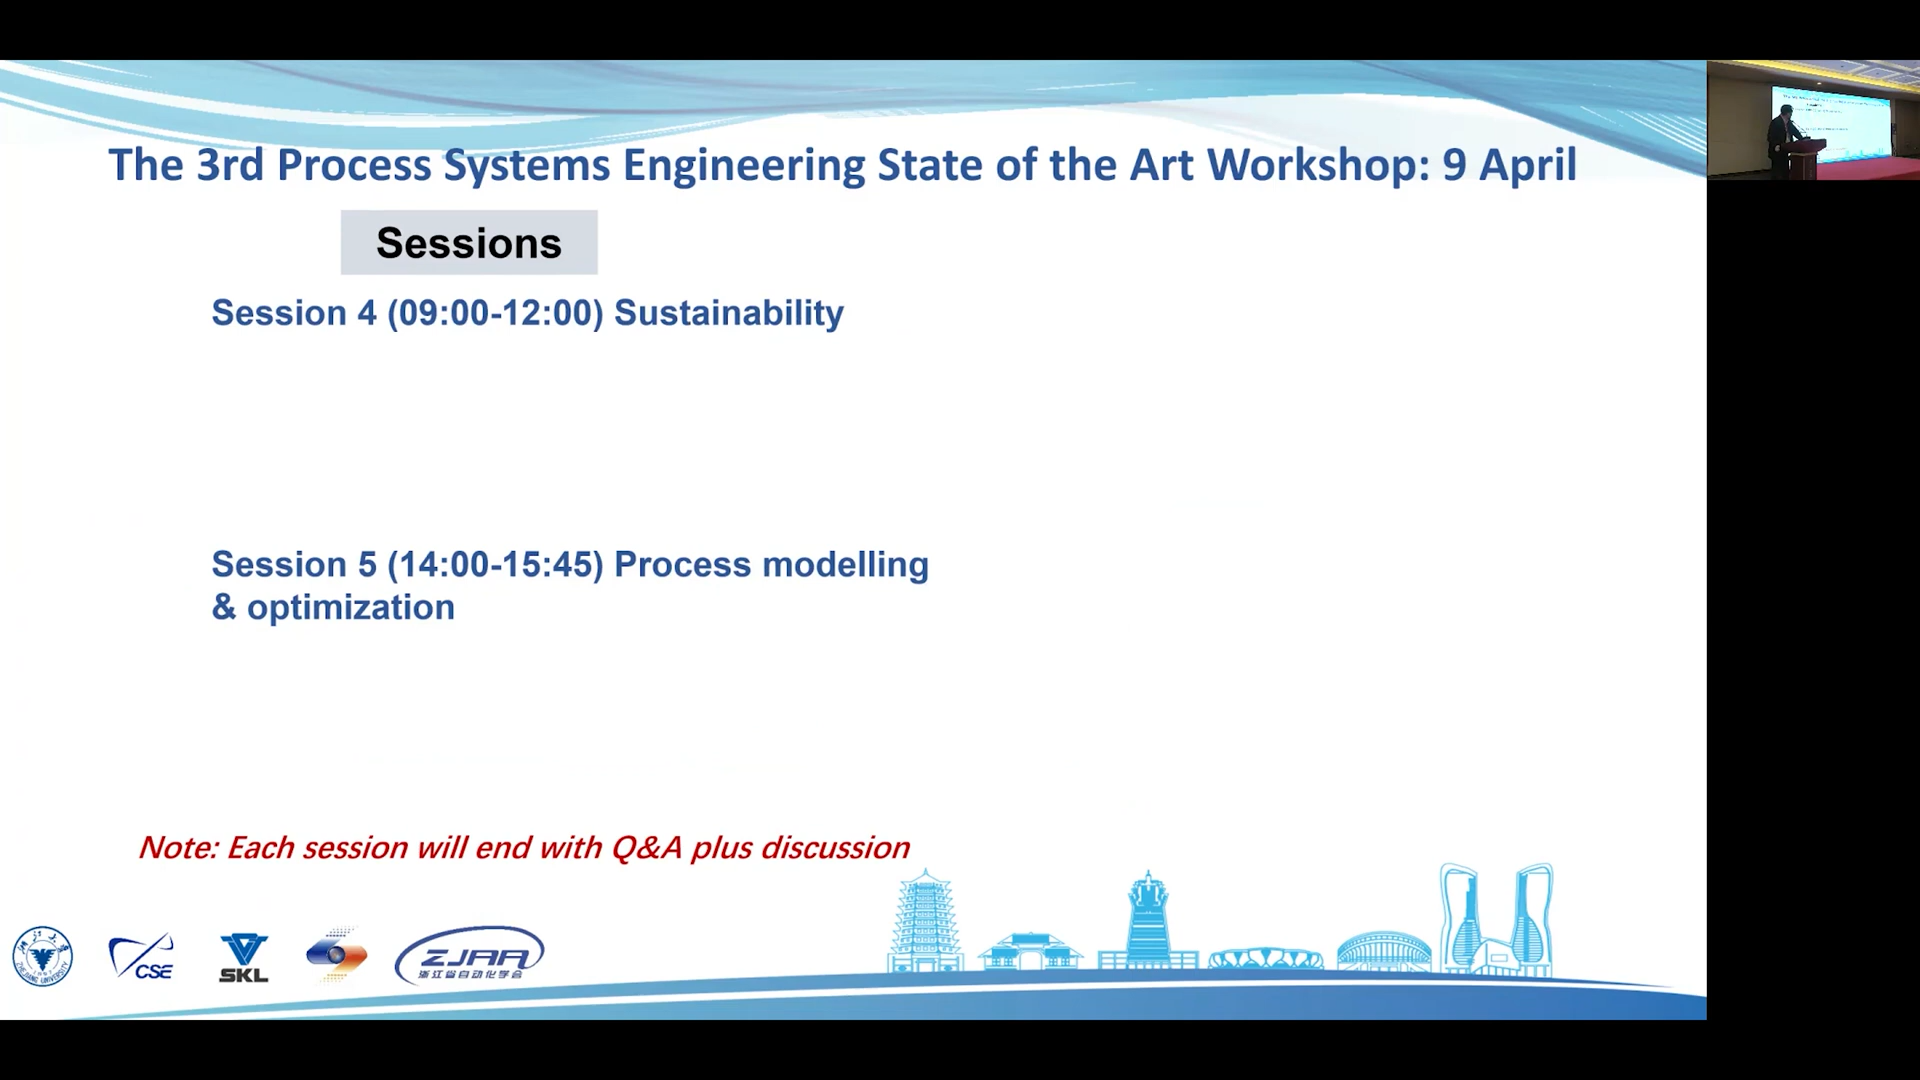 The 3rd Process Systems Engineering State of the Art Workshop: 9 April
Sessions
Session 4 (09:00-12:00) Sustainability
Session 5 (14:00-15:45) Process modelling
& optimization
Note: Each session will end with Q&A plus discussion
ZHEJIANG UNIVERSITY
CSE
SKL
ZJAA
浙江省自动化学会